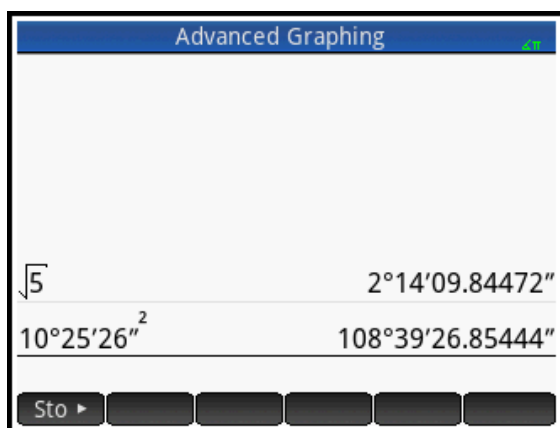 Advanced Graphing
∡π
√5 2°14′09.84472″
10°25′26″² 108°39′26.85444″
Sto ►